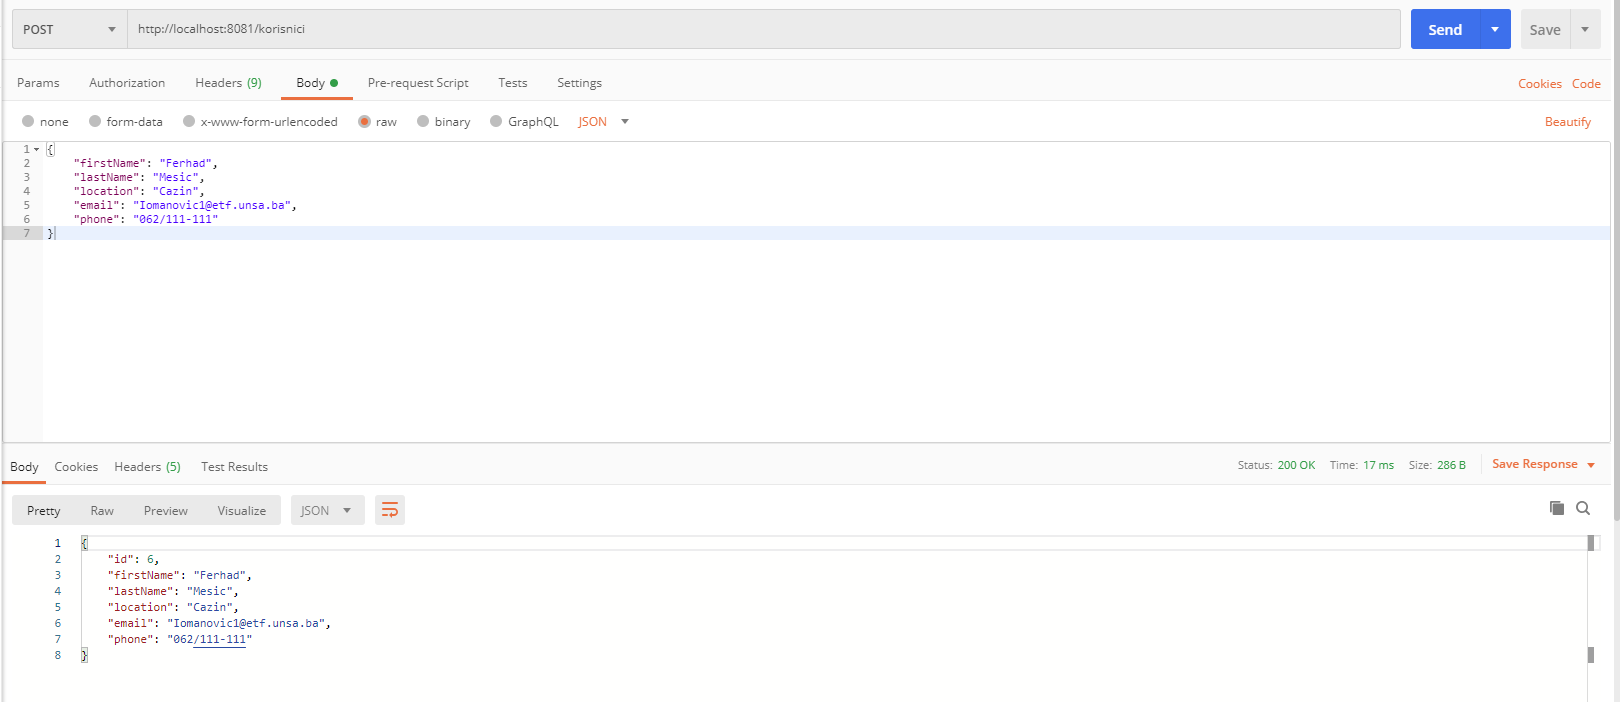 POST http://localhost:8081/korisnici Send Save
Params Authorization Headers (9) Body Pre-request Script Tests Settings Cookies Code
none form-data x-www-form-urlencoded raw binary GraphQL JSON Beautify
1 {
2 "firstName": "Ferhad",
3 "lastName": "Mesic",
4 "location": "Cazin",
5 "email": "Iomanovic1@etf.unsa.ba",
6 "phone": "062/111-111"
7 }
Body Cookies Headers (5) Test Results Status: 200 OK Time: 17 ms Size: 286 B Save Response
Pretty Raw Preview Visualize JSON
1 {
2 "id": 6,
3 "firstName": "Ferhad",
4 "lastName": "Mesic",
5 "location": "Cazin",
6 "email": "Iomanovic1@etf.unsa.ba",
7 "phone": "062/111-111"
8 }